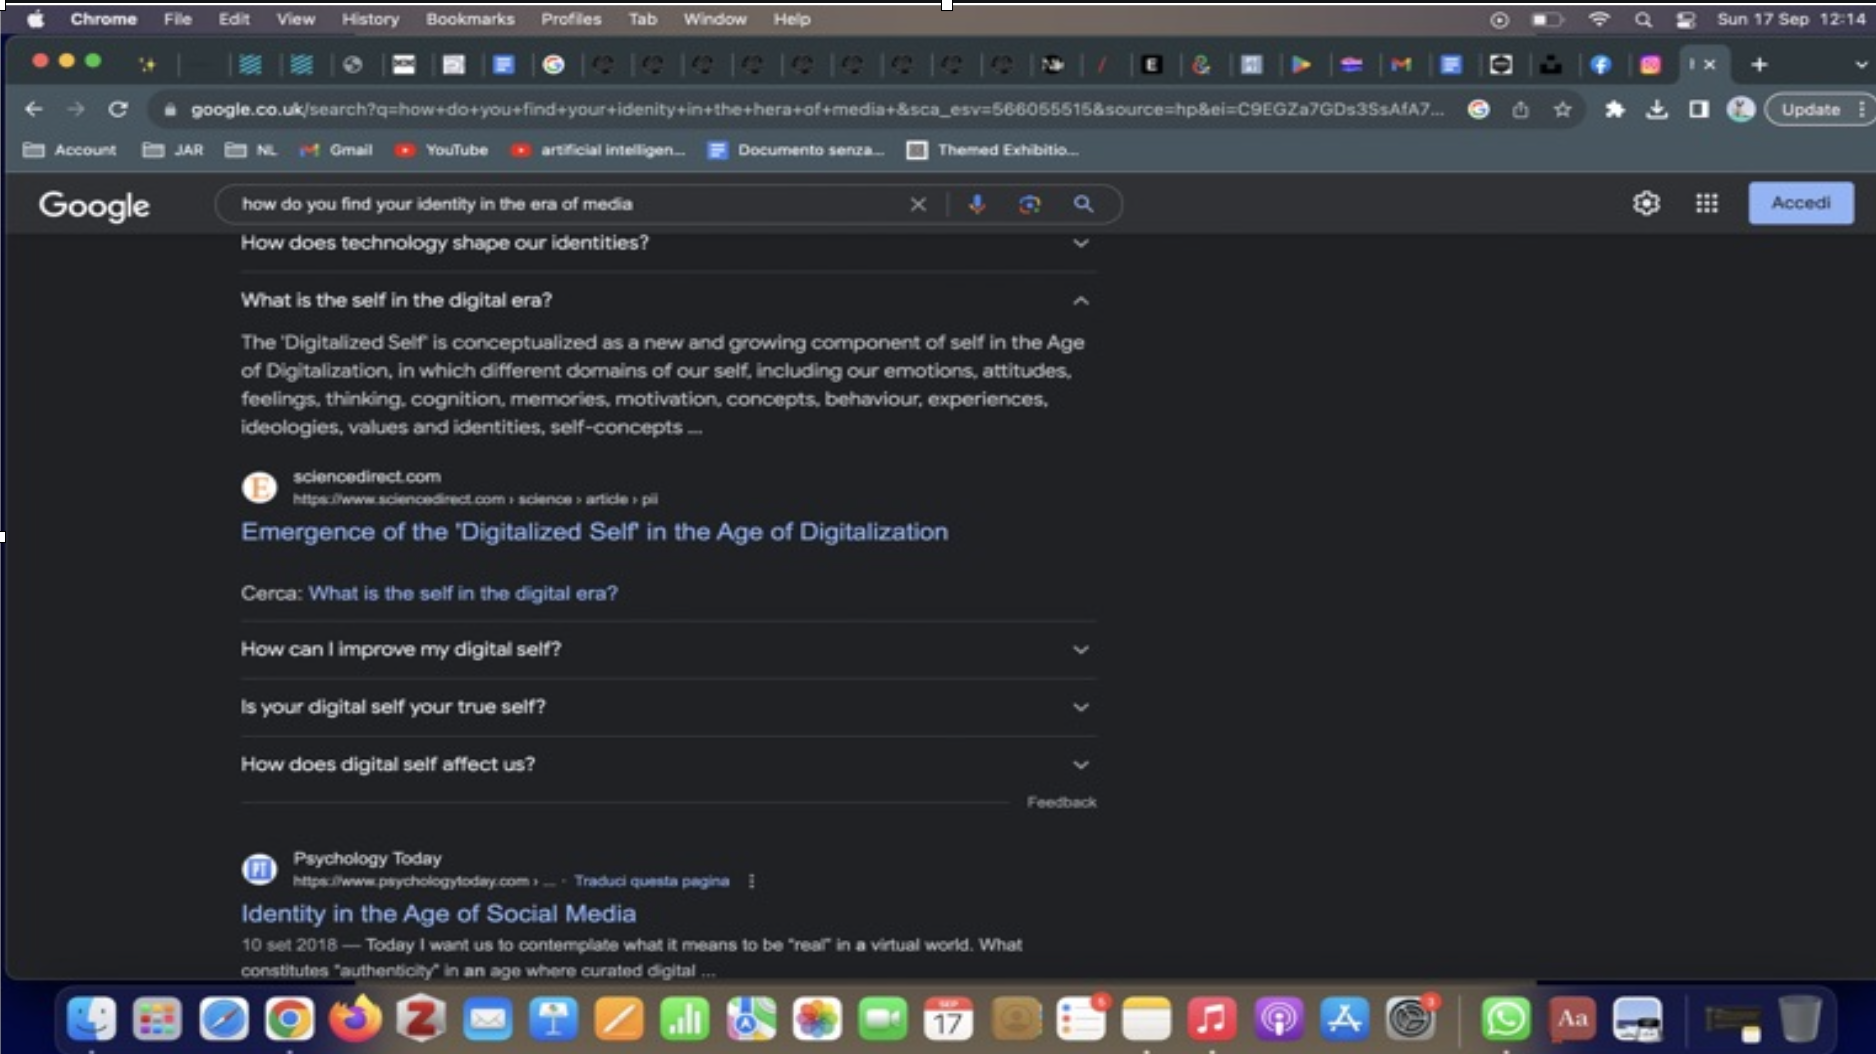 Chrome File Edit View History Bookmarks Profiles Tab Window Help Sun 17 Sep 12:14
google.co.uk/search?q=how+do+you+find+your+idenity+in+the+hera+of+media+&sca_esv=566055515&source=hp&ei=C9EGZa7GDs3SsAfA7... Update
Account JAR NL Gmail YouTube artificial intelligen... Documento senza... Themed Exhibitio...
Google how do you find your identity in the era of media Accedi
How does technology shape our identities?
What is the self in the digital era?
The 'Digitalized Self' is conceptualized as a new and growing component of self in the Age
of Digitalization, in which different domains of our self, including our emotions, attitudes,
feelings, thinking, cognition, memories, motivation, concepts, behaviour, experiences,
ideologies, values and identities, self-concepts ...
E sciencedirect.com
https://www.sciencedirect.com › science › article › pii
Emergence of the 'Digitalized Self' in the Age of Digitalization
Cerca: What is the self in the digital era?
How can I improve my digital self?
Is your digital self your true self?
How does digital self affect us?
Feedback
PT Psychology Today
https://www.psychologytoday.com › ... · Traduci questa pagina
Identity in the Age of Social Media
10 set 2018 — Today I want us to contemplate what it means to be "real" in a virtual world. What
constitutes "authenticity" in an age where curated digital ...
Z SEP 17 5 3 Aa